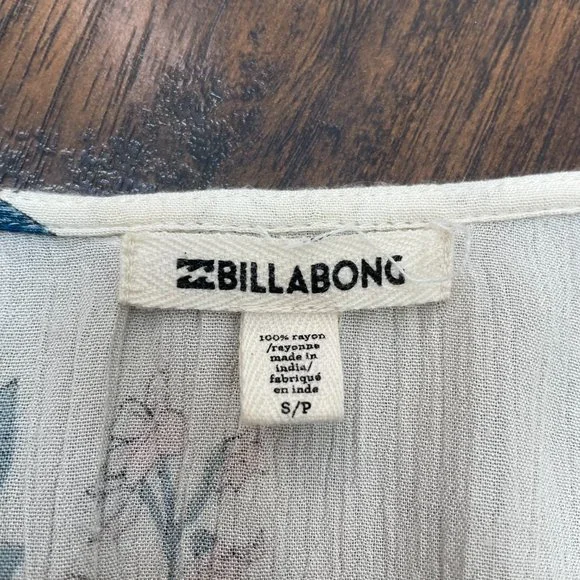 BILLABONG
100% rayon
/rayonne
made in
india/
fabriqué
en inde
S/P